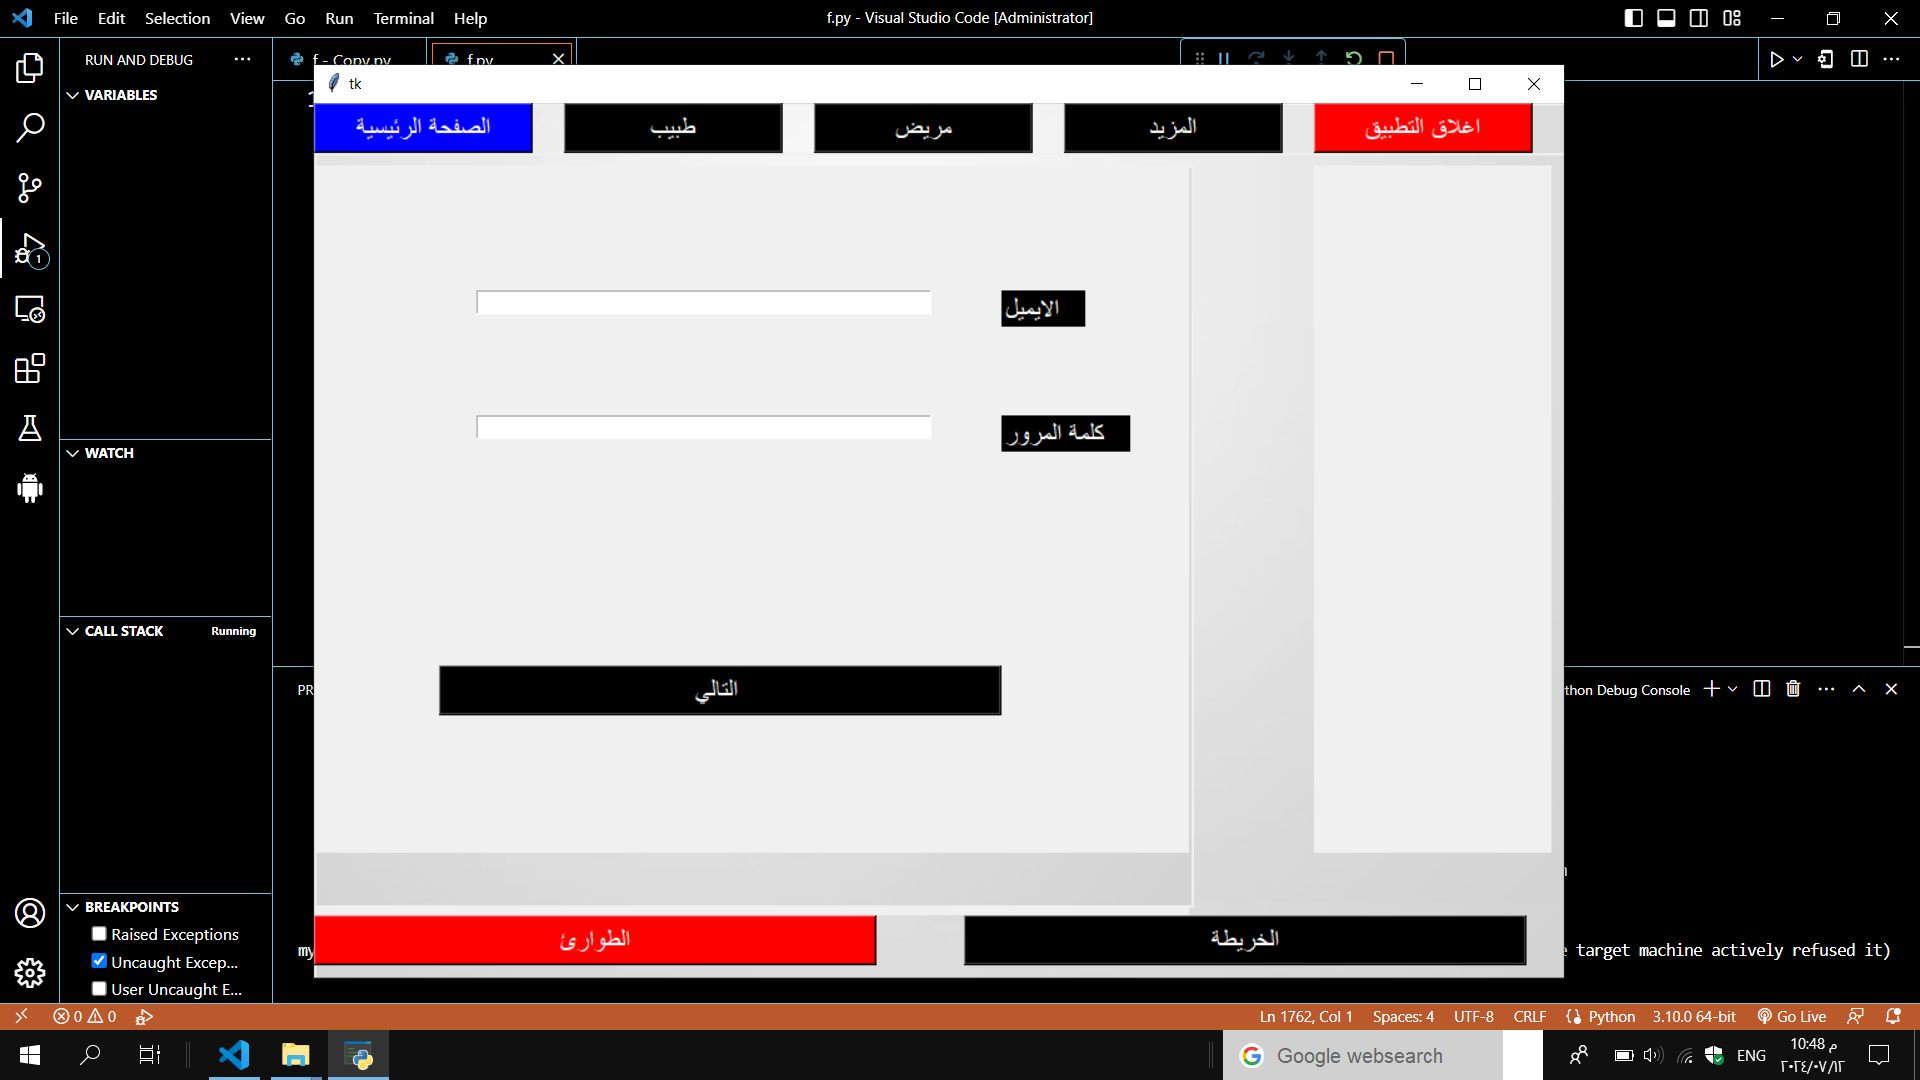 File Edit Selection View Go Run Terminal Help
f.py - Visual Studio Code [Administrator]
RUN AND DEBUG
f - Copy.py
f.py
tk
VARIABLES
الصفحة الرئيسية
طبيب
مريض
المزيد
اغلاق التطبيق
الايميل
كلمة المرور
WATCH
CALL STACK
Running
التالي
thon Debug Console
BREAKPOINTS
Raised Exceptions
Uncaught Excep...
User Uncaught E...
الطوارئ
الخريطة
my
target machine actively refused it)
0 0
Ln 1762, Col 1
Spaces: 4
UTF-8
CRLF
Python
3.10.0 64-bit
Go Live
Google websearch
ENG
10:48 م
٢٠٢٤/٠٧/١٢